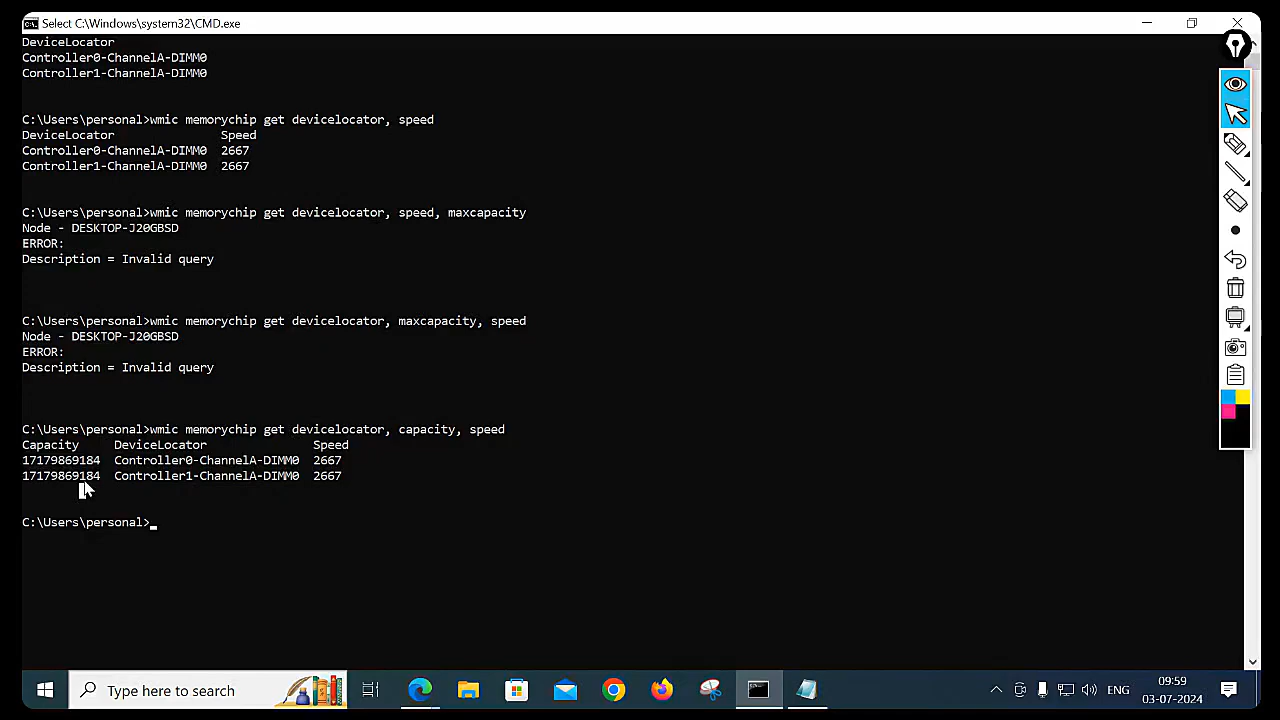 Select C:\Windows\system32\CMD.exe
DeviceLocator
Controller0-ChannelA-DIMM0
Controller1-ChannelA-DIMM0
C:\Users\personal>wmic memorychip get devicelocator, speed
DeviceLocator Speed
Controller0-ChannelA-DIMM0 2667
Controller1-ChannelA-DIMM0 2667
C:\Users\personal>wmic memorychip get devicelocator, speed, maxcapacity
Node - DESKTOP-J20GBSD
ERROR:
Description = Invalid query
C:\Users\personal>wmic memorychip get devicelocator, maxcapacity, speed
Node - DESKTOP-J20GBSD
ERROR:
Description = Invalid query
C:\Users\personal>wmic memorychip get devicelocator, capacity, speed
Capacity DeviceLocator Speed
17179869184 Controller0-ChannelA-DIMM0 2667
17179869184 Controller1-ChannelA-DIMM0 2667
C:\Users\personal>
Type here to search
ENG
09:59
03-07-2024